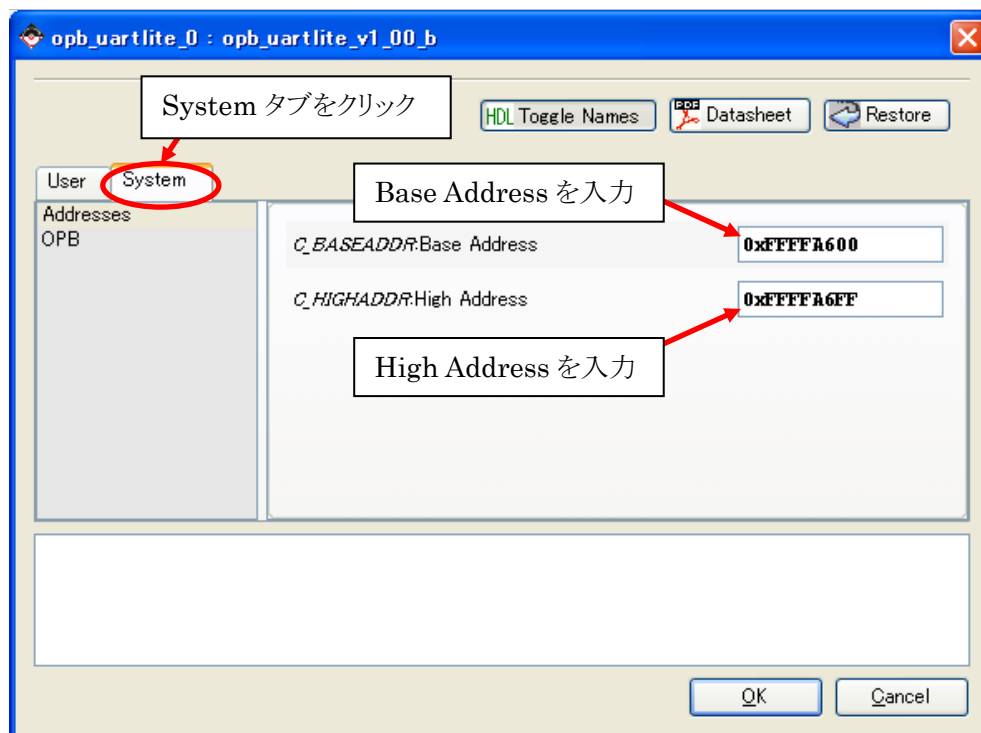 opb_uartlite_0 : opb_uartlite_v1_00_b
System タブをクリック
HDL Toggle Names
PDF Datasheet
Restore
User
System
Base Address を入力
Addresses
OPB
C_BASEADDR:Base Address
0xFFFFA600
C_HIGHADDR:High Address
0xFFFFA6FF
High Address を入力
OK
Cancel